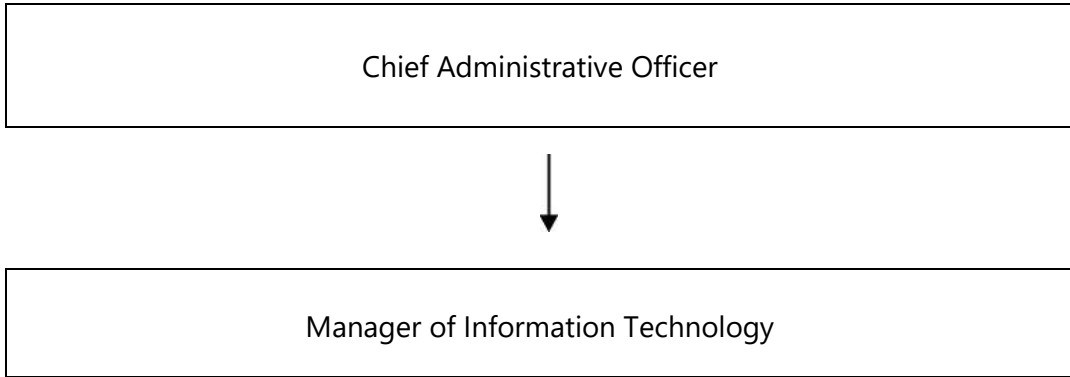 Chief Administrative Officer
Manager of Information Technology